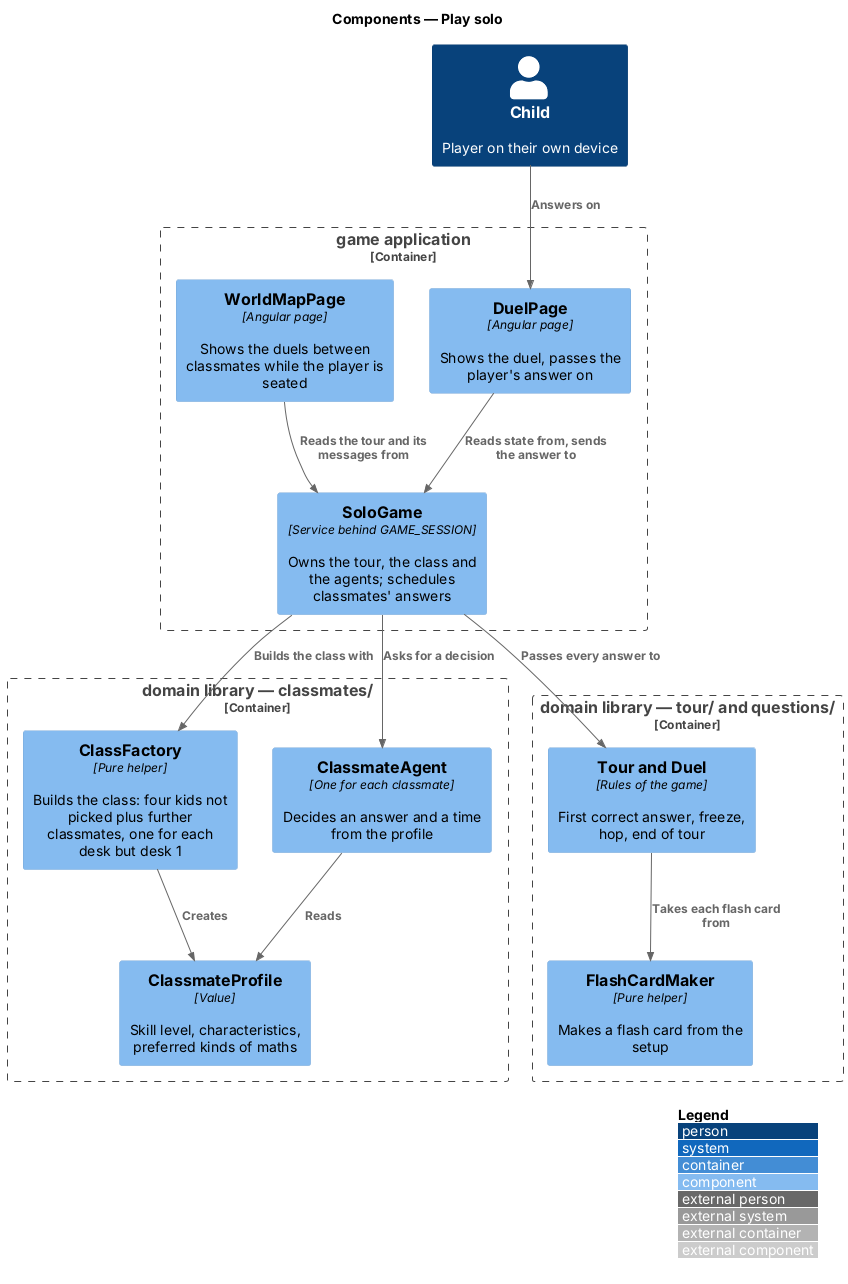 Components — Play solo
Child
Player on their own device
Answers on
game application
[Container]
WorldMapPage
[Angular page]
Shows the duels between
classmates while the player is
seated
DuelPage
[Angular page]
Shows the duel, passes the
player's answer on
Reads the tour and its
messages from
Reads state from, sends
the answer to
SoloGame
[Service behind GAME_SESSION]
Owns the tour, the class and
the agents; schedules
classmates' answers
Builds the class with
Asks for a decision
Passes every answer to
domain library — classmates/
[Container]
domain library — tour/ and questions/
[Container]
ClassFactory
[Pure helper]
Builds the class: four kids not
picked plus further
classmates, one for each
desk but desk 1
ClassmateAgent
[One for each classmate]
Decides an answer and a time
from the profile
Tour and Duel
[Rules of the game]
First correct answer, freeze,
hop, end of tour
Creates
Reads
Takes each flash card
from
ClassmateProfile
[Value]
Skill level, characteristics,
preferred kinds of maths
FlashCardMaker
[Pure helper]
Makes a flash card from the
setup
Legend
person
system
container
component
external person
external system
external container
external component